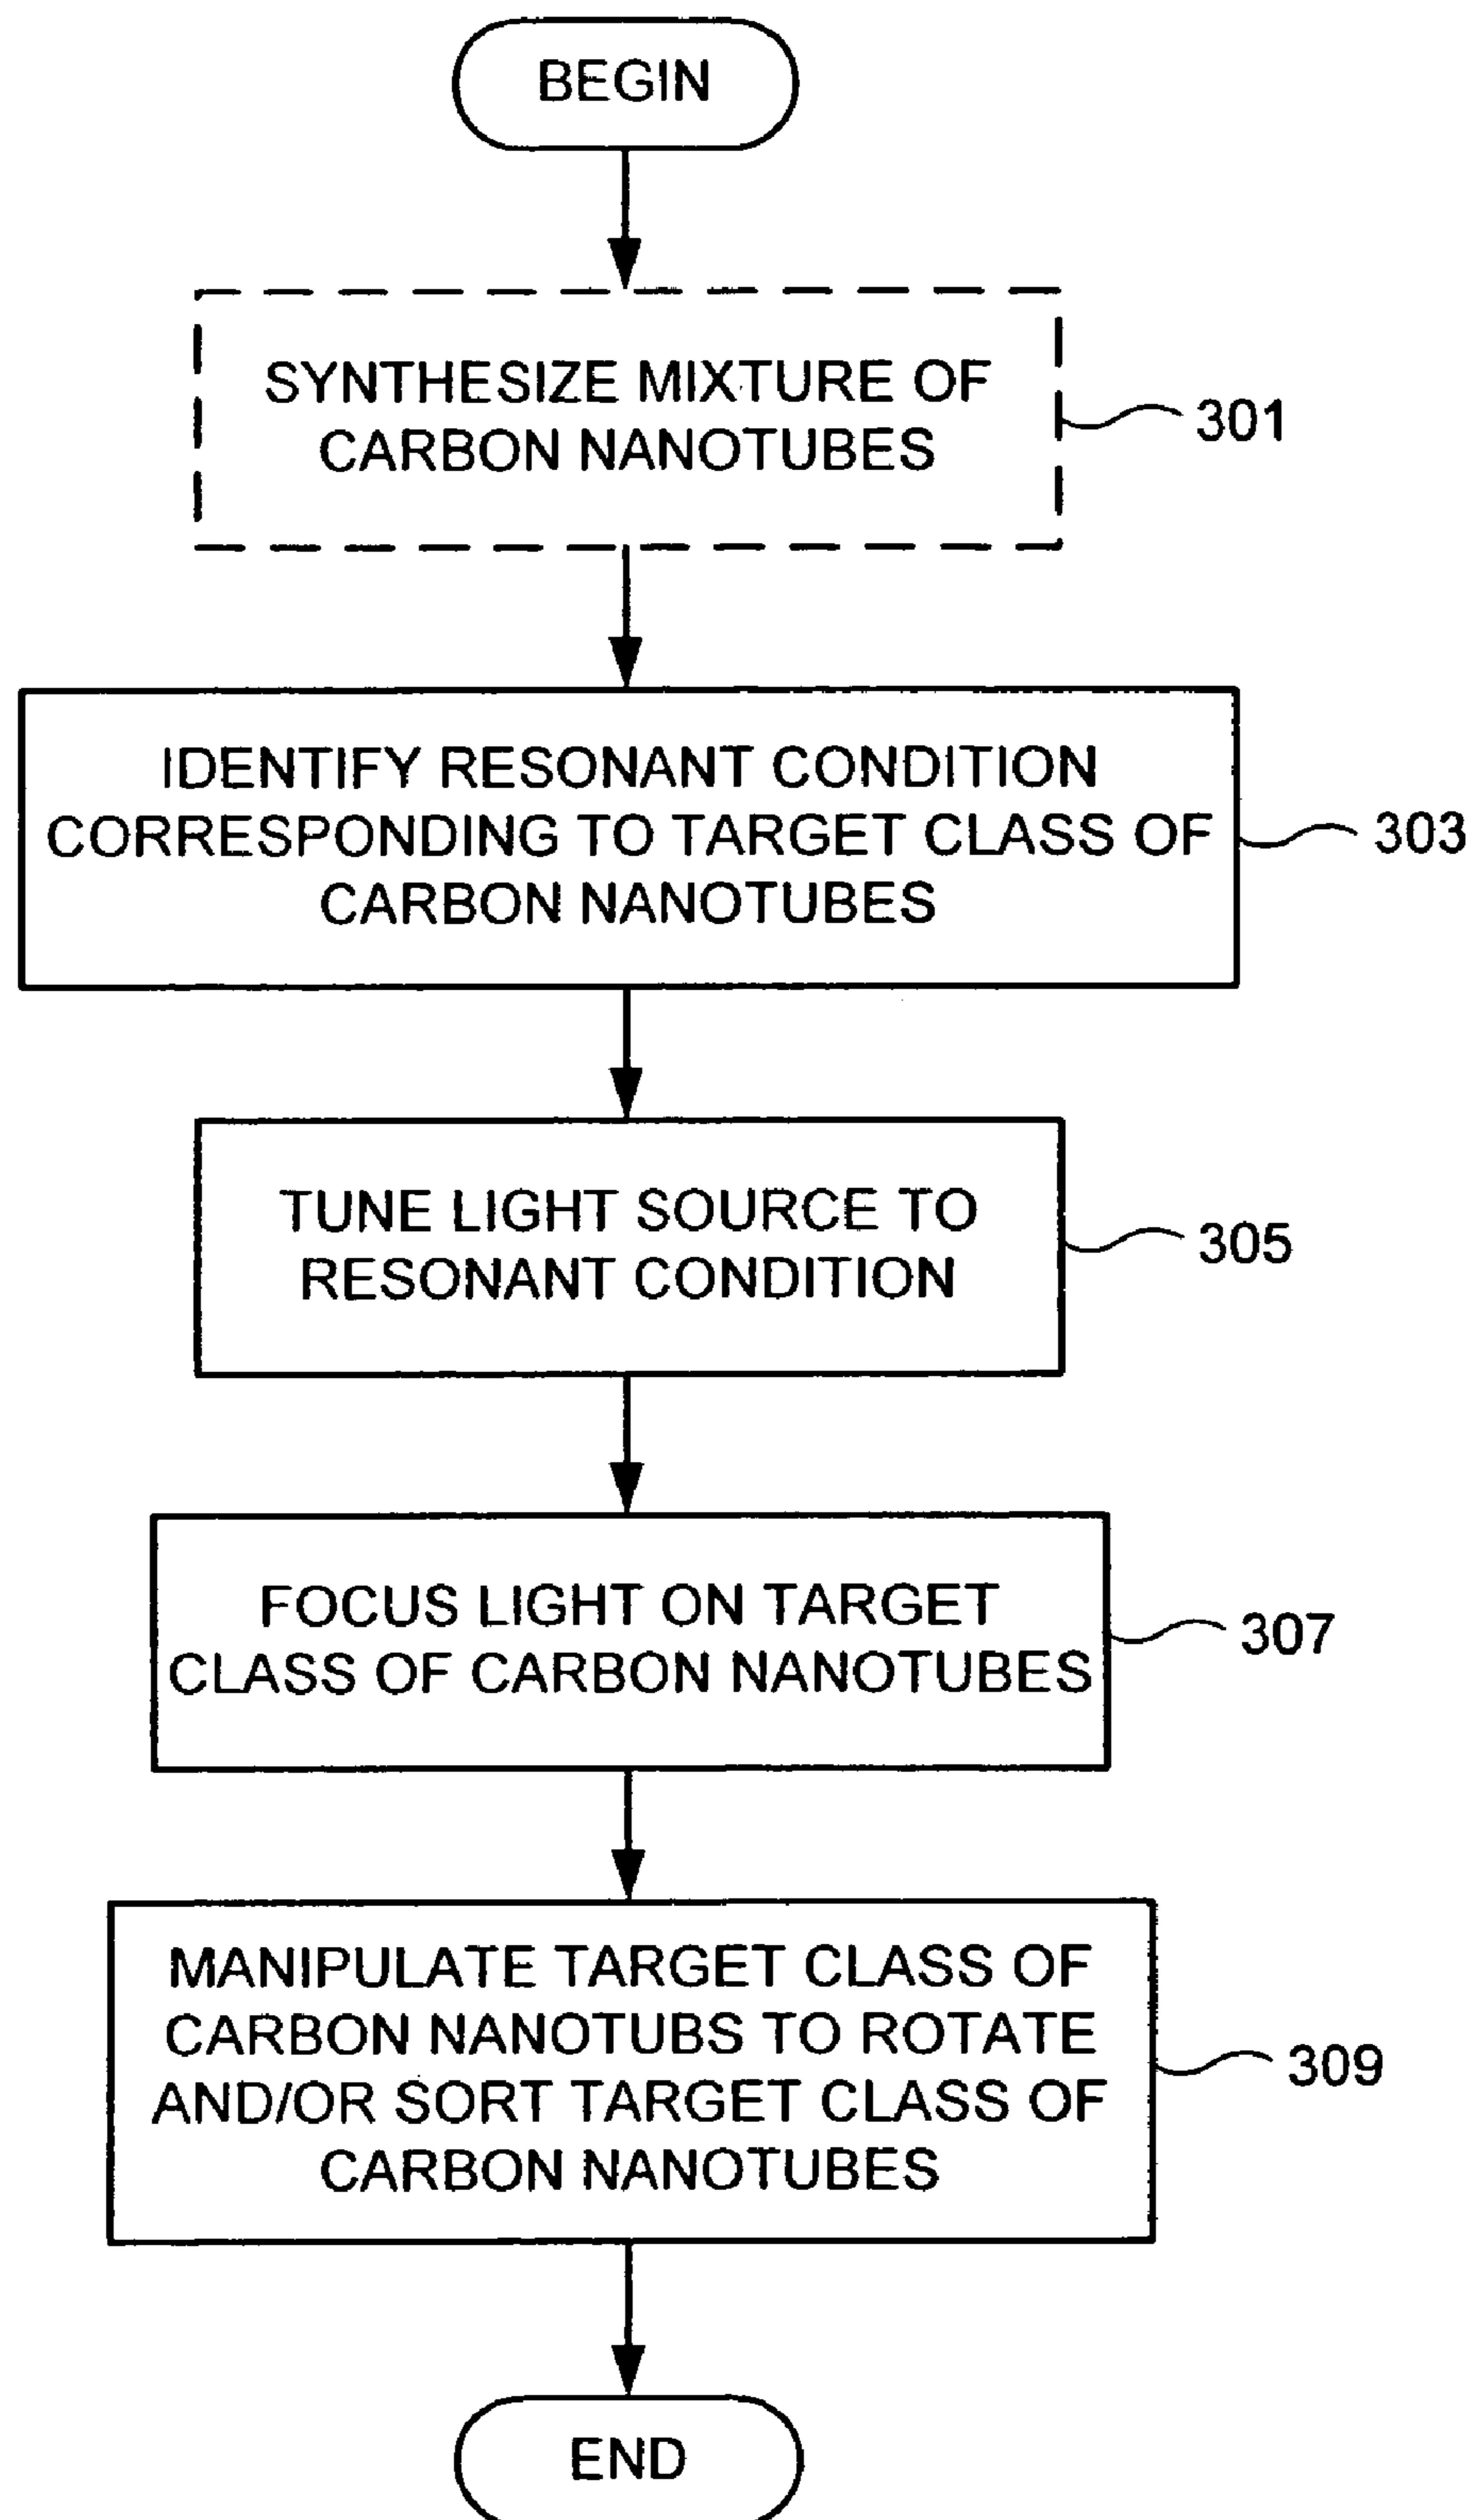 BEGIN
SYNTHESIZE MIXTURE OF
CARBON NANOTUBES
301
IDENTIFY RESONANT CONDITION
CORRESPONDING TO TARGET CLASS OF
CARBON NANOTUBES
303
TUNE LIGHT SOURCE TO
RESONANT CONDITION
305
FOCUS LIGHT ON TARGET
CLASS OF CARBON NANOTUBES
307
MANIPULATE TARGET CLASS OF
CARBON NANOTUBS TO ROTATE
AND/OR SORT TARGET CLASS OF
CARBON NANOTUBES
309
END